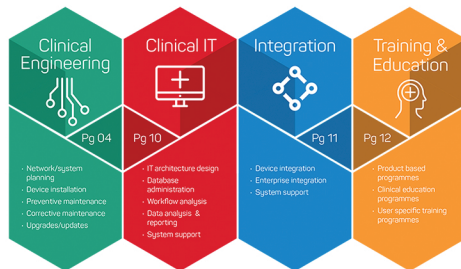 Clinical
Engineering
Pg 04
· Network/system
planning
· Device installation
· Preventive maintenance
· Corrective maintenance
· Upgrades/updates
Clinical IT
Pg 10
· IT architecture design
· Database
administration
· Workflow analysis
· Data analysis &
reporting
· System support
Integration
Pg 11
· Device integration
· Enterprise integration
· System support
Training &
Education
Pg 12
· Product based
programmes
· Clinical education
programmes
· User specific training
programmes